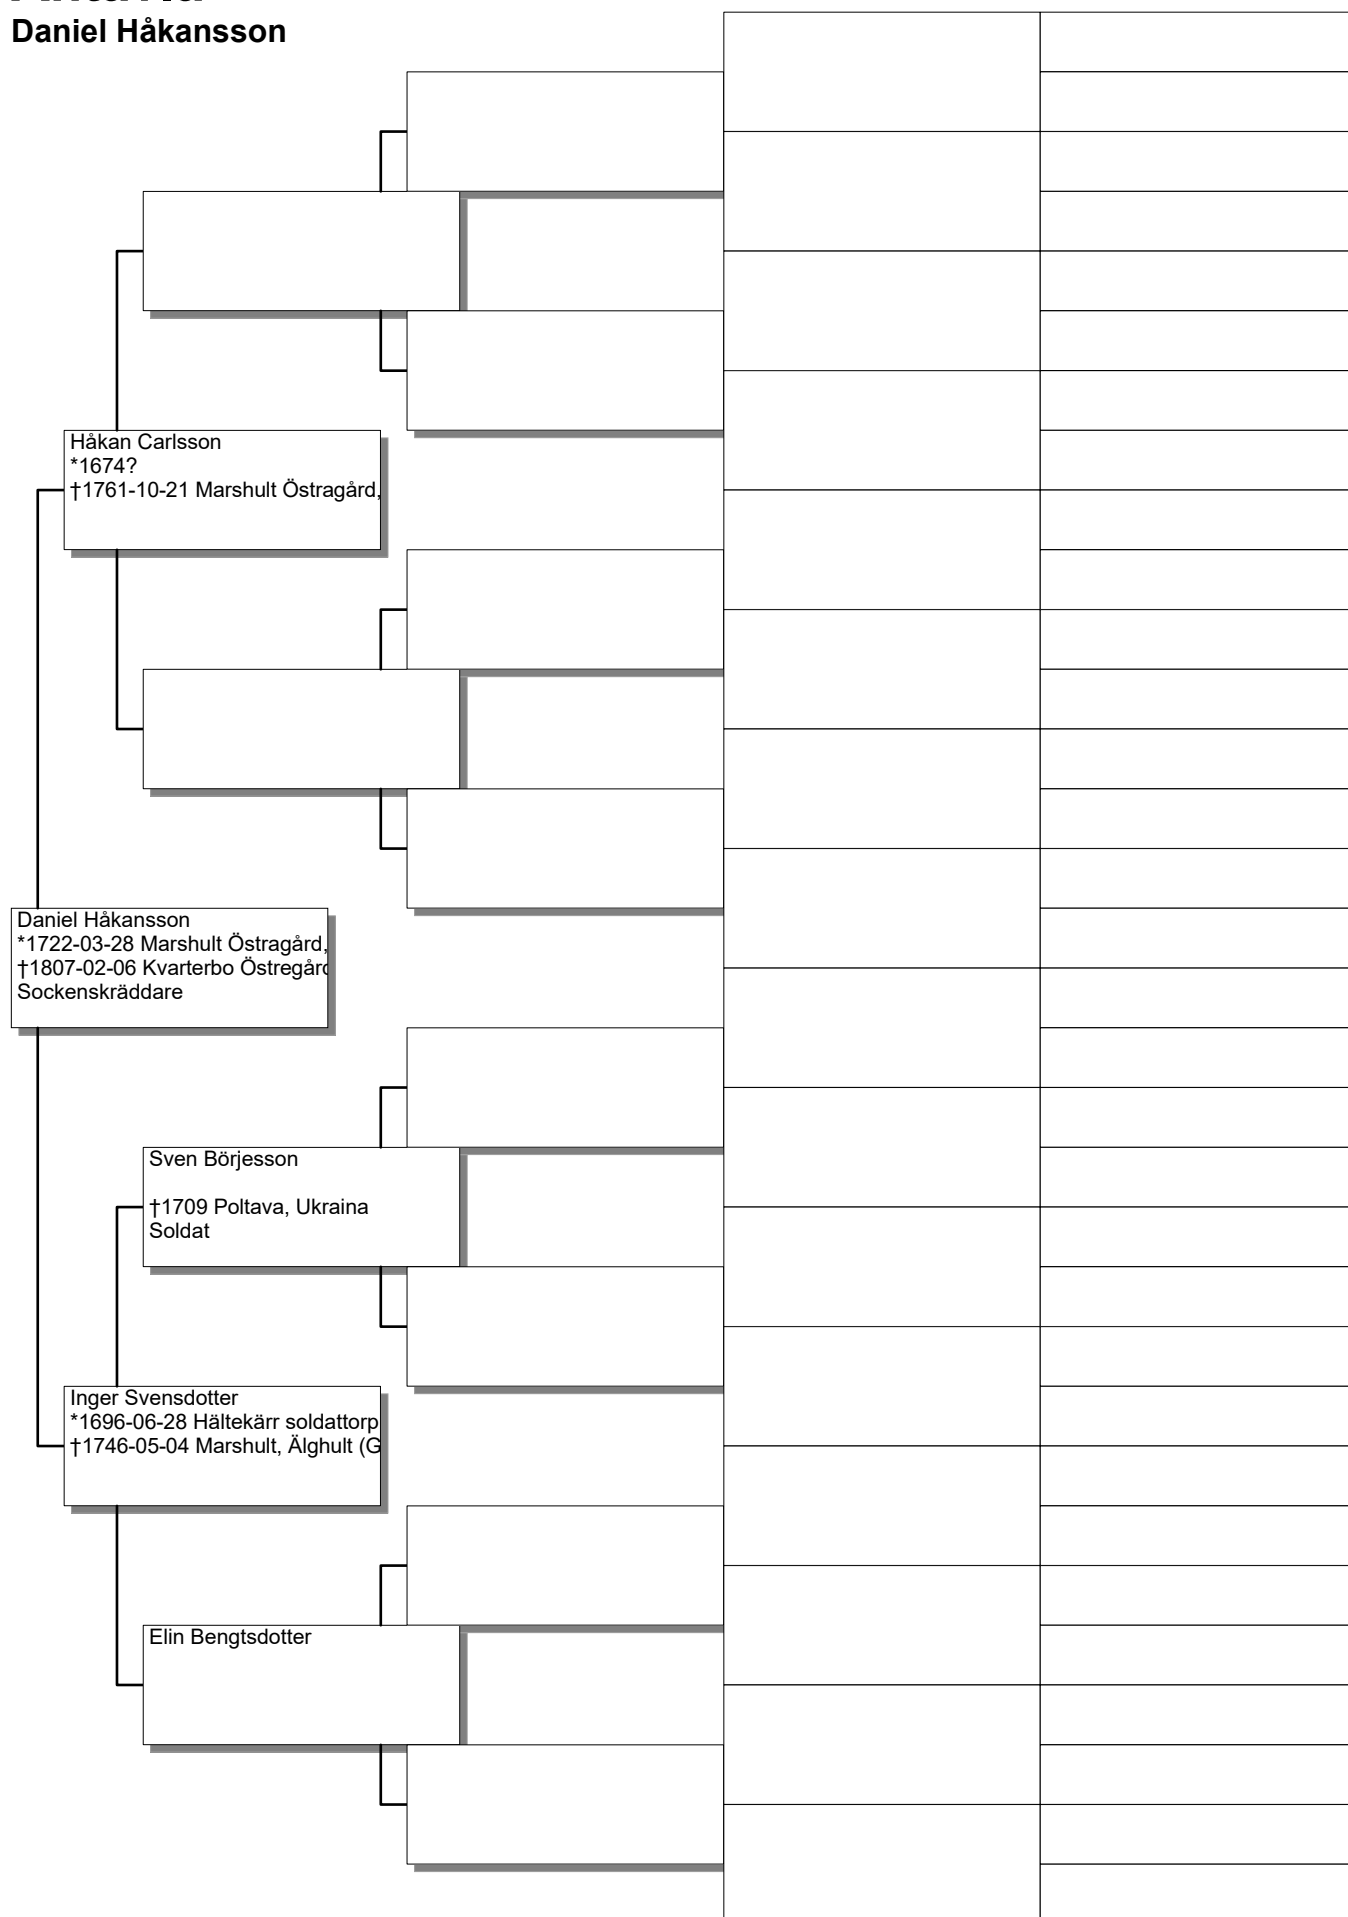 Daniel Håkansson
Håkan Carlsson
*1674?
†1761-10-21 Marshult Östragård,
Daniel Håkansson
*1722-03-28 Marshult Östragård,
†1807-02-06 Kvarterbo Östregård
Sockenskräddare
Sven Börjesson
†1709 Poltava, Ukraina
Soldat
Inger Svensdotter
*1696-06-28 Hältekärr soldattorp
†1746-05-04 Marshult, Älghult (G
Elin Bengtsdotter